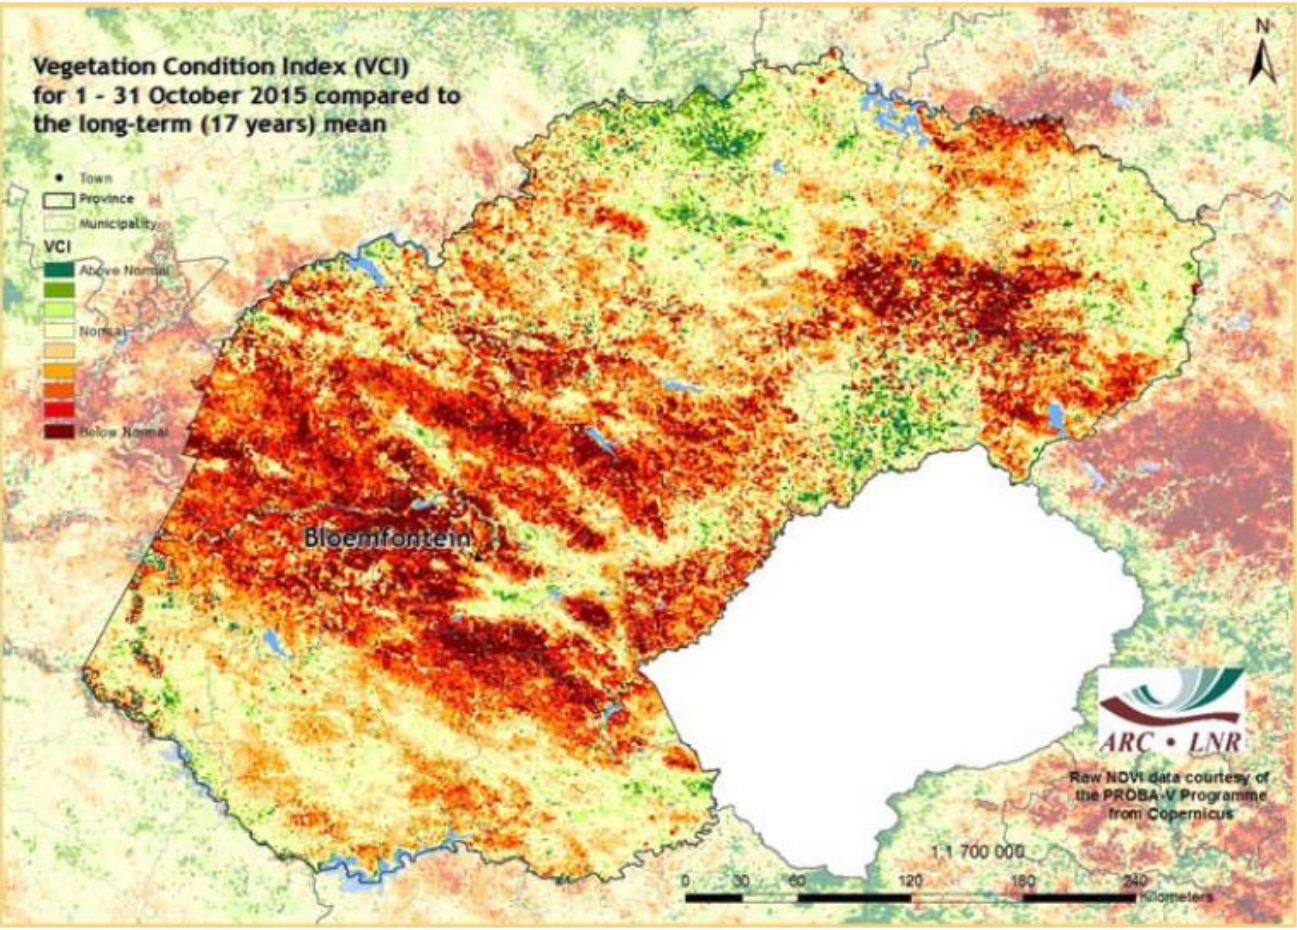 N
Vegetation Condition Index (VCI)
for 1 - 31 October 2015 compared to
the long-term (17 years) mean
Town
Province
Municipality
VCI
Above Normal
Normal
Below Normal
Bloemfontein
ARC • LNR
Raw NDVI data courtesy of
the PROBA-V Programme
from Copernicus
1:1 700 000
0 30 60 120 180 240
Kilometers